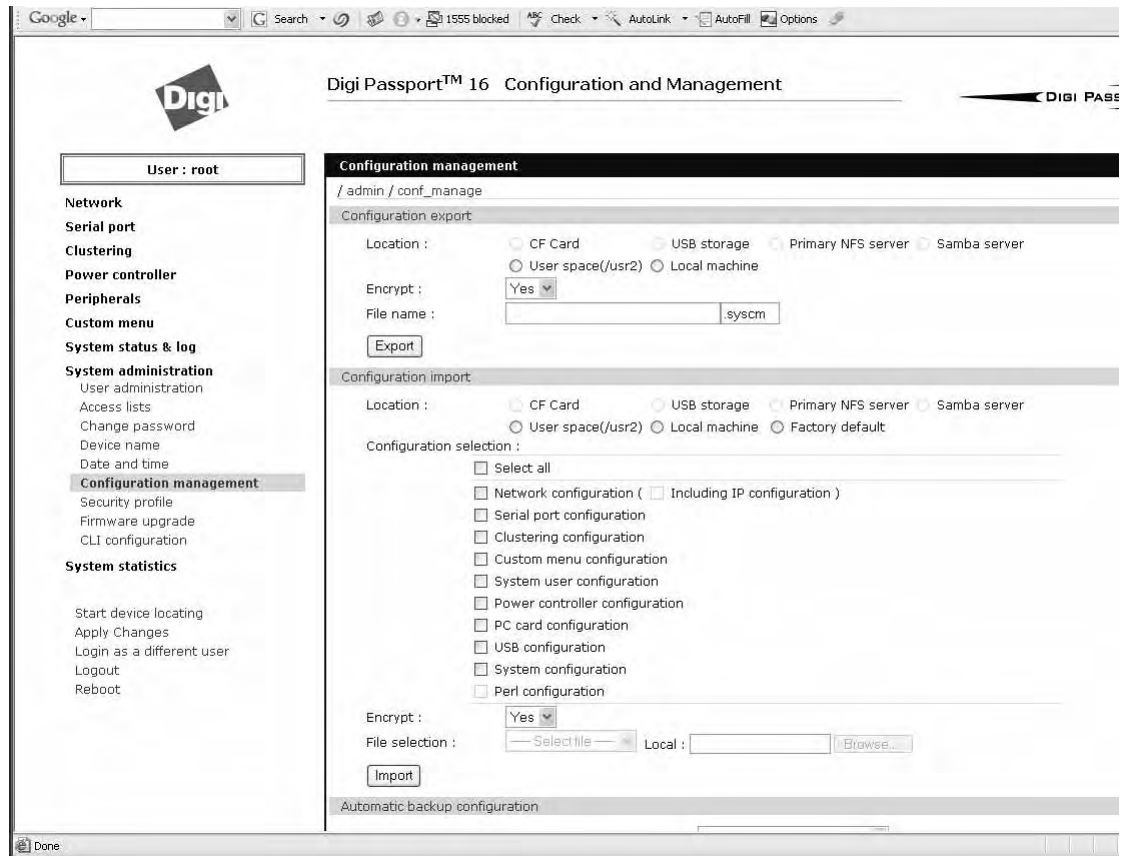 Google G Search 1555 blocked ABC Check AutoLink AutoFill Options
Digi
Digi Passport™ 16 Configuration and Management
DIGI PASS
User : root
Network
Serial port
Clustering
Power controller
Peripherals
Custom menu
System status & log
System administration
User administration
Access lists
Change password
Device name
Date and time
Configuration management
Security profile
Firmware upgrade
CLI configuration
System statistics
Start device locating
Apply Changes
Login as a different user
Logout
Reboot
Configuration management
/ admin / conf_manage
Configuration export
Location : CF Card USB storage Primary NFS server Samba server
User space(/usr2) Local machine
Encrypt : Yes
File name : .syscm
Export
Configuration import
Location : CF Card USB storage Primary NFS server Samba server
User space(/usr2) Local machine Factory default
Configuration selection :
Select all
Network configuration ( Including IP configuration )
Serial port configuration
Clustering configuration
Custom menu configuration
System user configuration
Power controller configuration
PC card configuration
USB configuration
System configuration
Perl configuration
Encrypt : Yes
File selection : --- Select file --- Local : Browse...
Import
Automatic backup configuration
Done